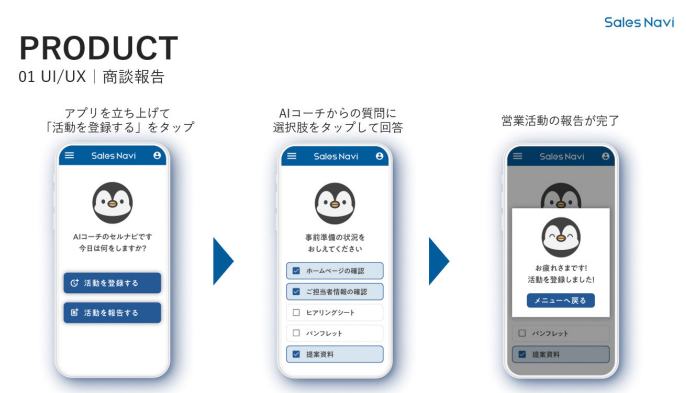 Sales Navi
PRODUCT
01 UI/UX｜商談報告
アプリを立ち上げて
「活動を登録する」をタップ
AIコーチからの質問に
選択肢をタップして回答
営業活動の報告が完了
Sales Navi
AIコーチのセルナビです
今日は何をしますか?
活動を登録する
活動を報告する
Sales Navi
事前準備の状況を
おしえてください
ホームページの確認
ご担当者情報の確認
ヒアリングシート
パンフレット
提案資料
Sales Navi
お疲れさまです!
活動を登録しました!
メニューへ戻る
パンフレット
提案資料